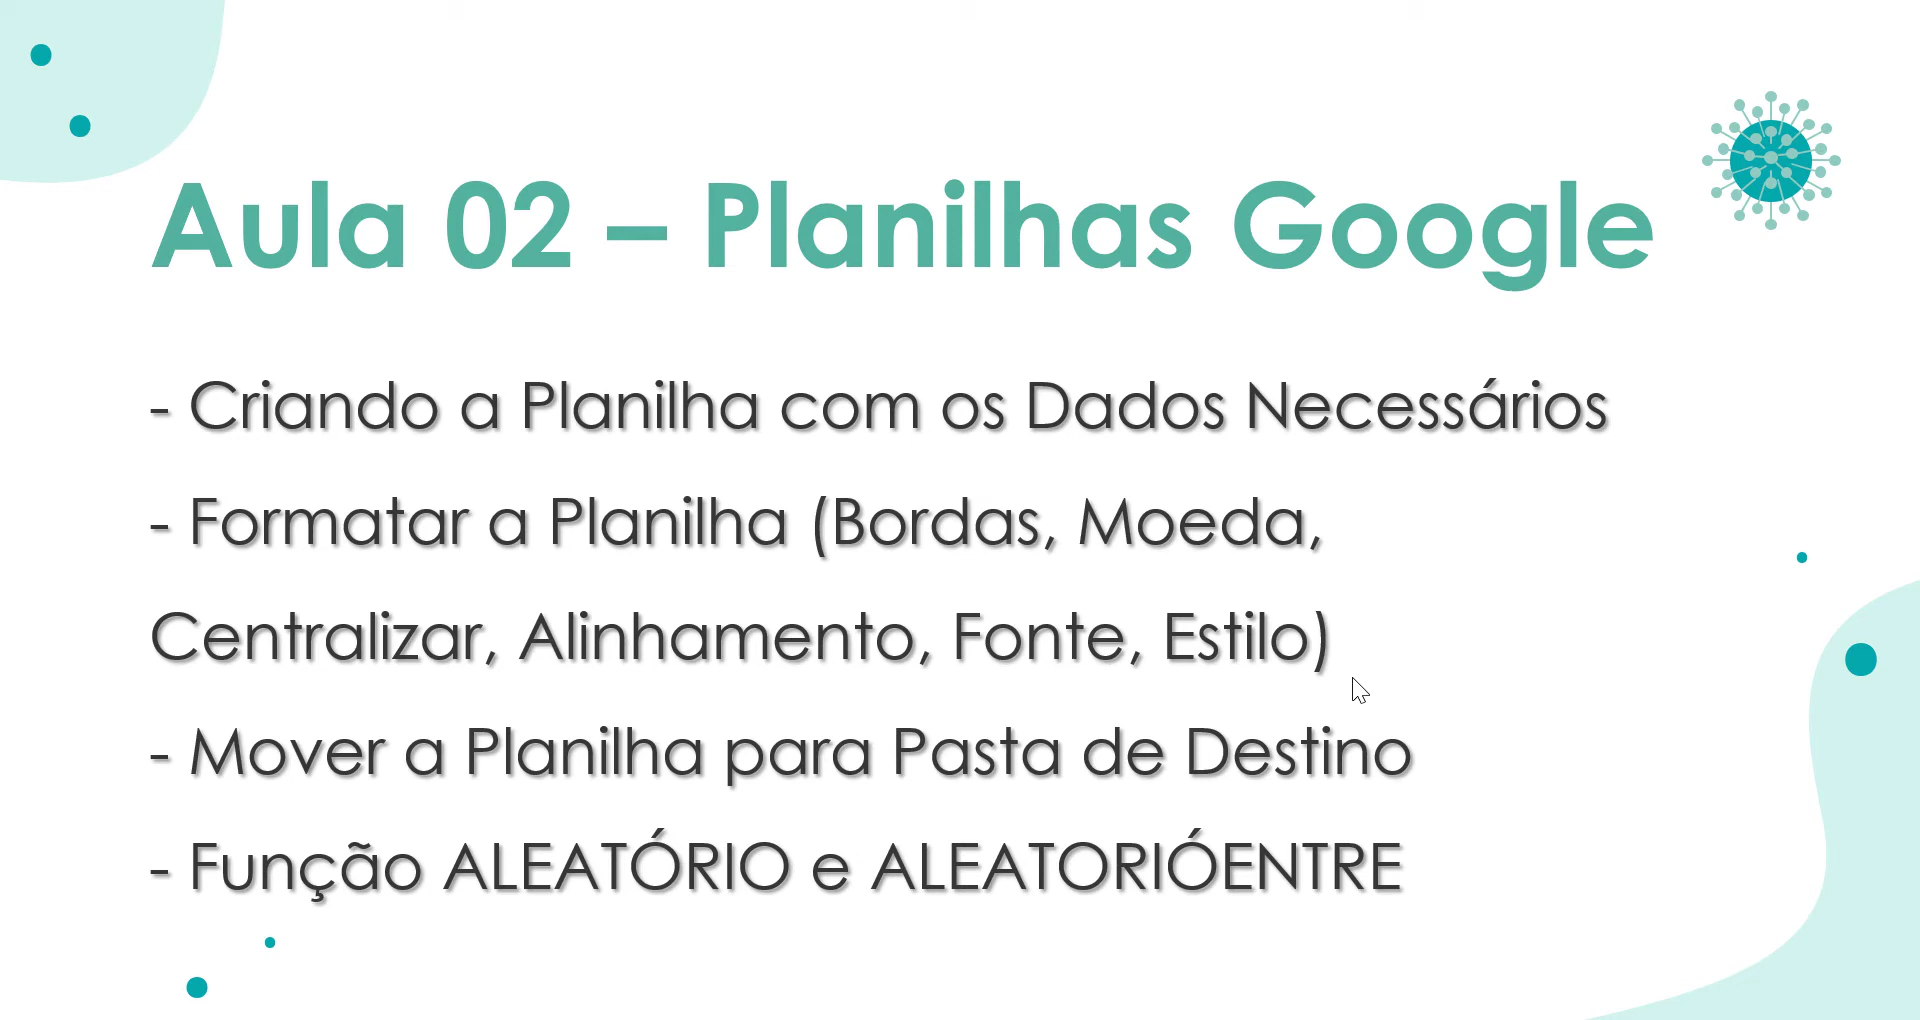 Aula 02 – Planilhas Google
- Criando a Planilha com os Dados Necessários
- Formatar a Planilha (Bordas, Moeda,
Centralizar, Alinhamento, Fonte, Estilo)
- Mover a Planilha para Pasta de Destino
- Função ALEATÓRIO e ALEATORIÓENTRE